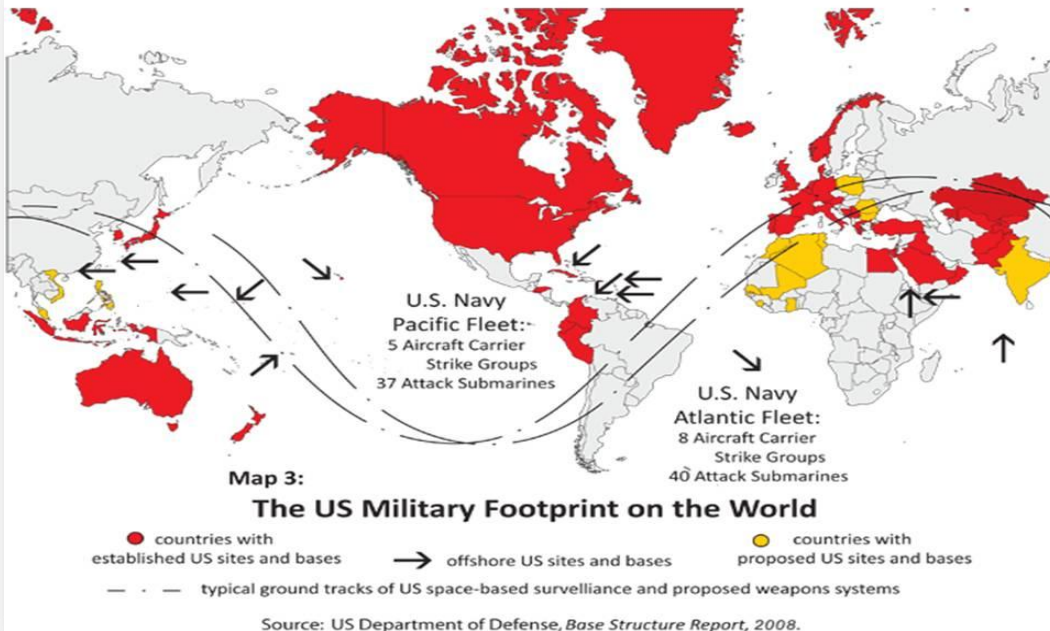 U.S. Navy
Pacific Fleet:
5 Aircraft Carrier
Strike Groups
37 Attack Submarines
U.S. Navy
Atlantic Fleet:
8 Aircraft Carrier
Strike Groups
40 Attack Submarines
Map 3:
The US Military Footprint on the World
countries with
established US sites and bases
offshore US sites and bases
countries with
proposed US sites and bases
typical ground tracks of US space-based survelliance and proposed weapons systems
Source: US Department of Defense, Base Structure Report, 2008.